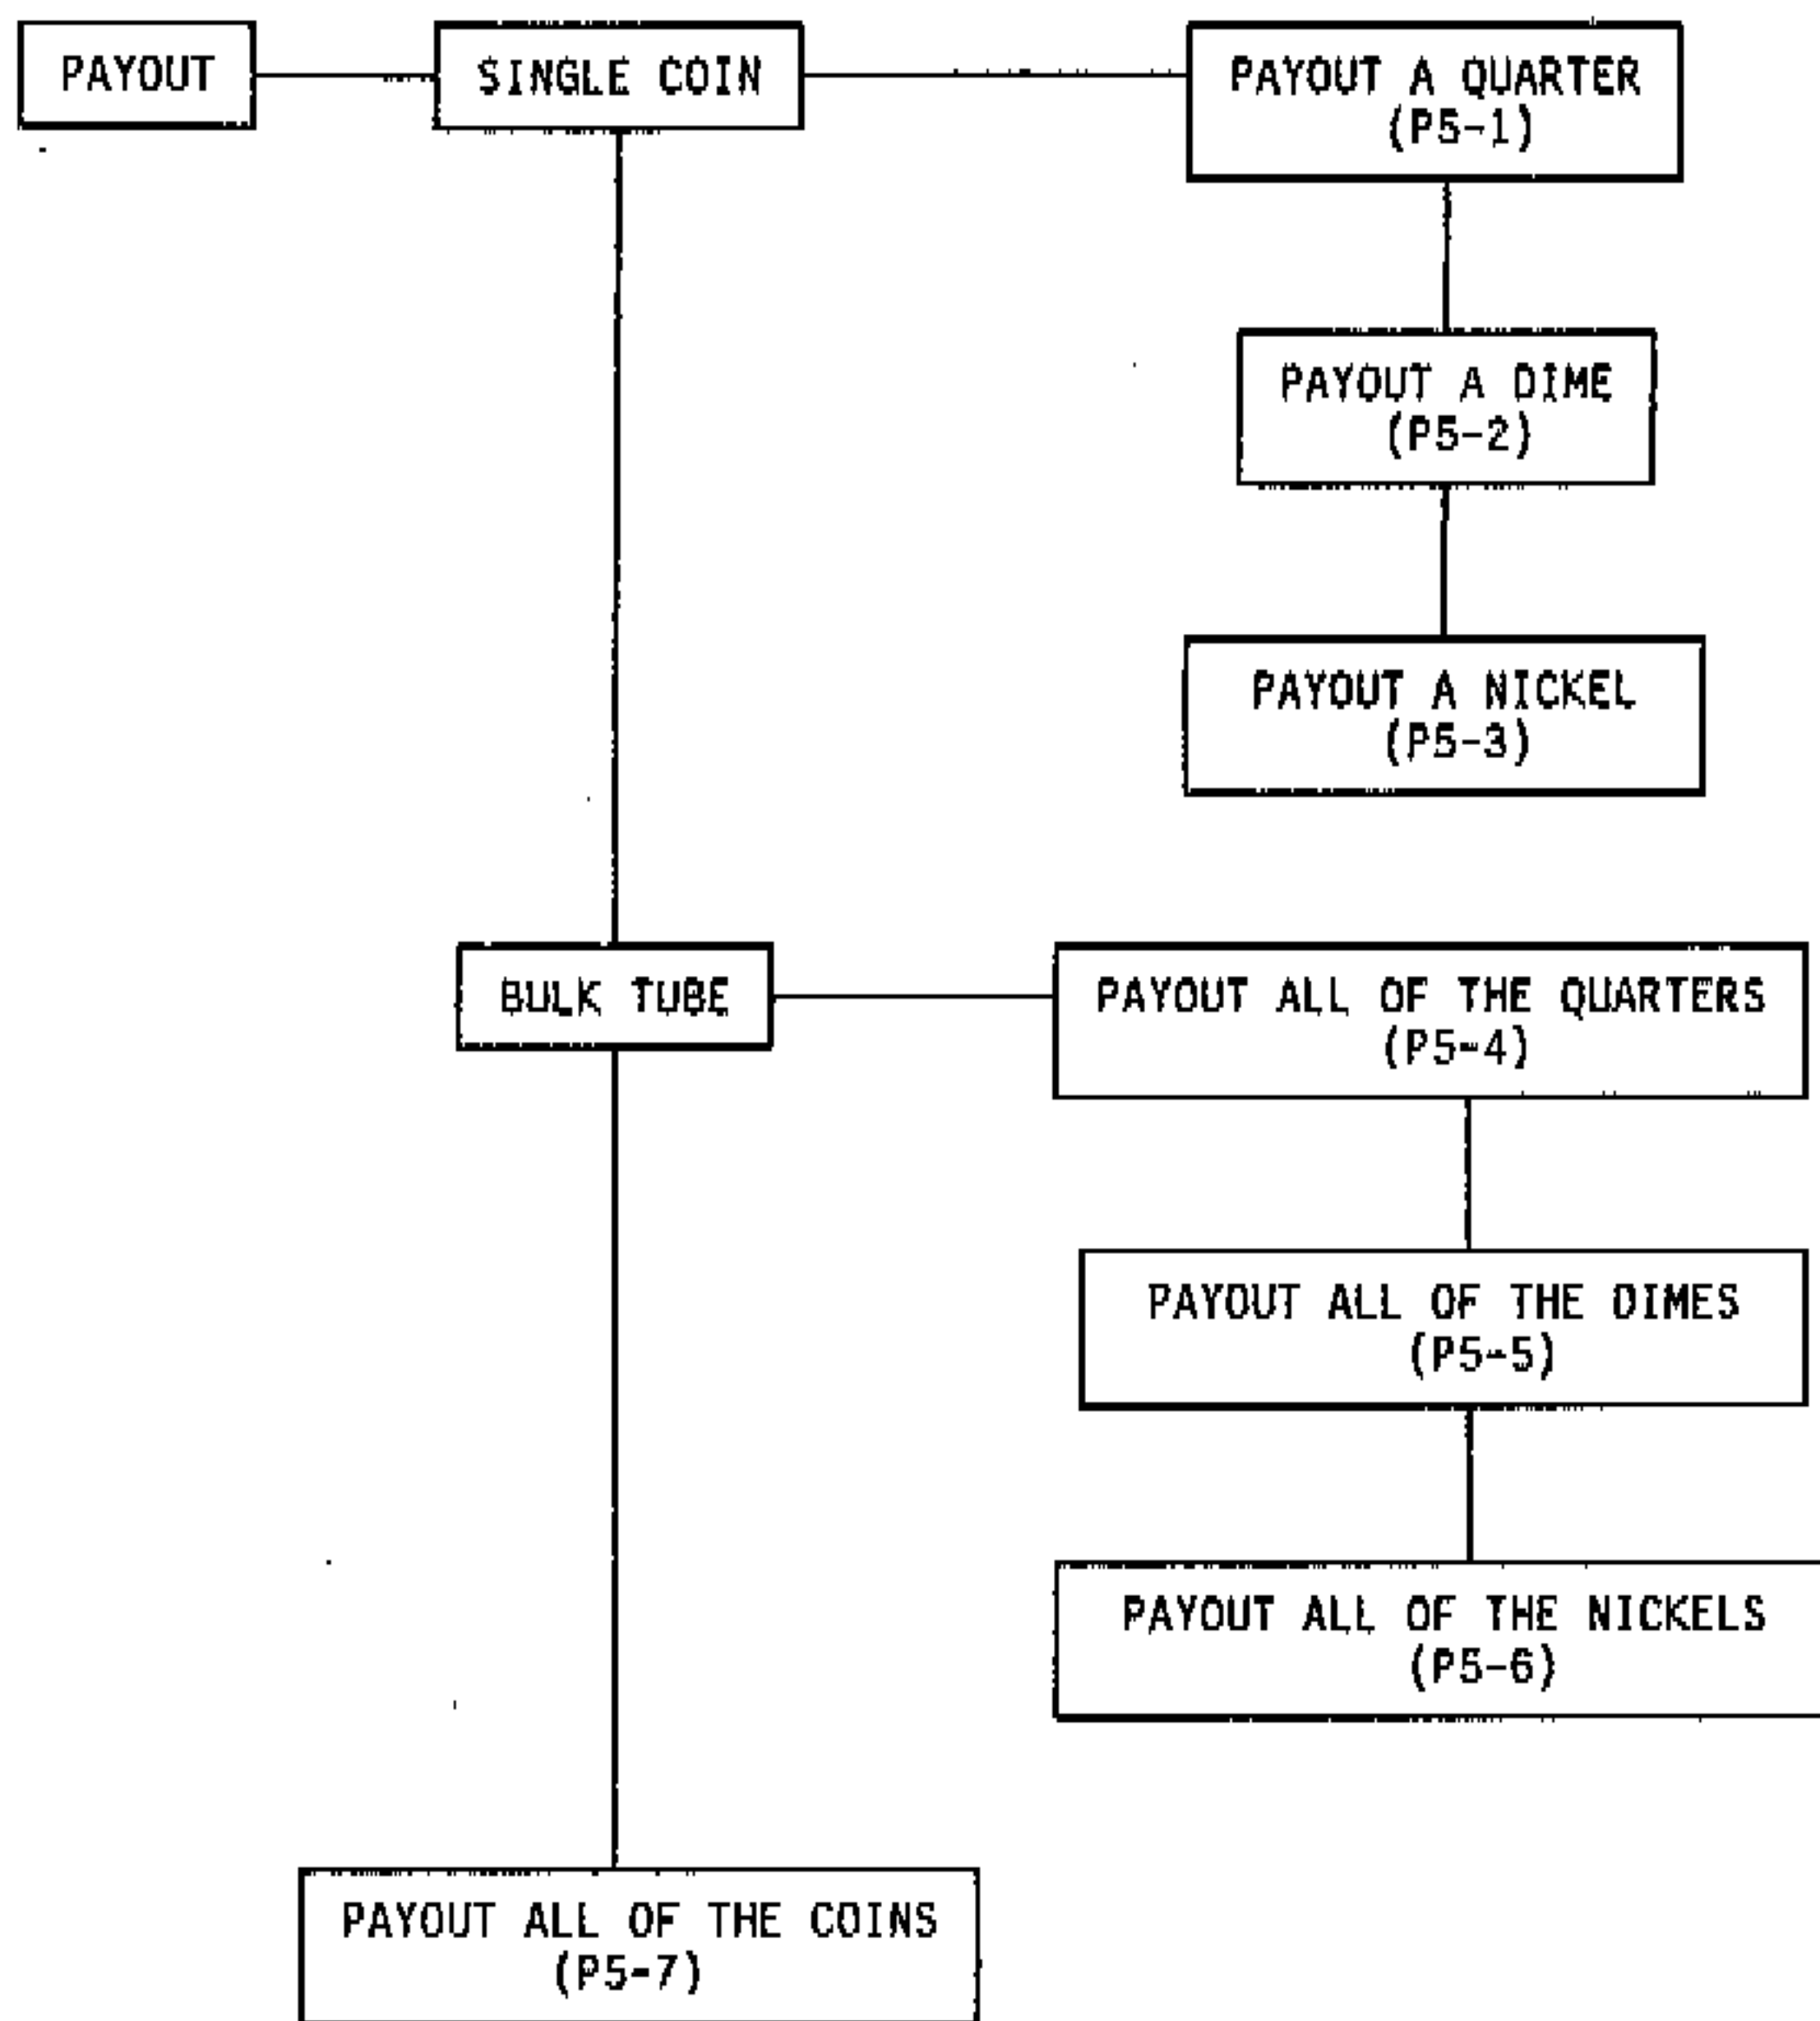 PAYOUT
SINGLE COIN
PAYOUT A QUARTER
(P5-1)
PAYOUT A DIME
(P5-2)
PAYOUT A NICKEL
(P5-3)
BULK TUBE
PAYOUT ALL OF THE QUARTERS
(P5-4)
PAYOUT ALL OF THE DIMES
(P5-5)
PAYOUT ALL OF THE NICKELS
(P5-6)
PAYOUT ALL OF THE COINS
(P5-7)